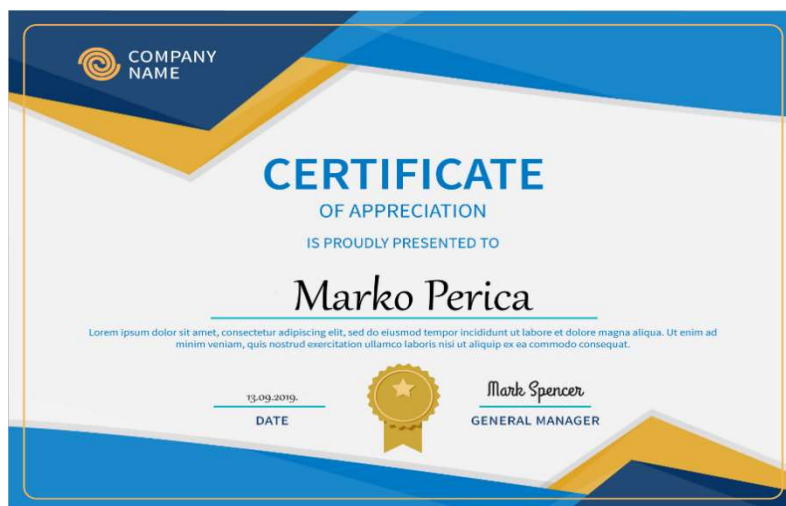 COMPANY
NAME
CERTIFICATE
OF APPRECIATION
IS PROUDLY PRESENTED TO
Marko Perica
Lorem ipsum dolor sit amet, consectetur adipiscing elit, sed do eiusmod tempor incididunt ut labore et dolore magna aliqua. Ut enim ad
minim veniam, quis nostrud exercitation ullamco laboris nisi ut aliquip ex ea commodo consequat.
13.09.2019.
Mark Spencer
DATE
GENERAL MANAGER